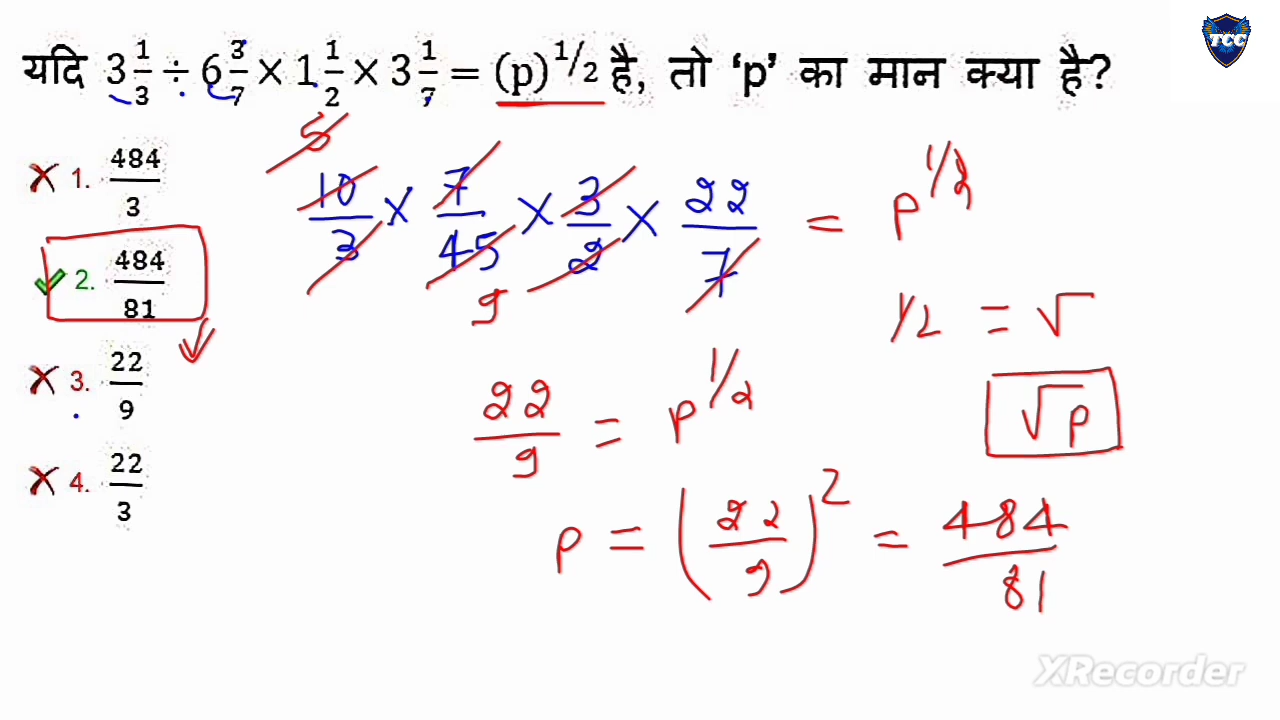 TCC
यदि 3 1/3 ÷ 6 3/7 × 1 1/2 × 3 1/7 = (p)^1/2 है, तो ‘p’ का मान क्या है?
1. 484/3
2. 484/81
3. 22/9
4. 22/3
5
10/3 × 7/45 × 3/2 × 22/7 = p^1/2
9
1/2 = √
22/9 = p^1/2
√p
p = (22/9)^2 = 484/81
XRecorder